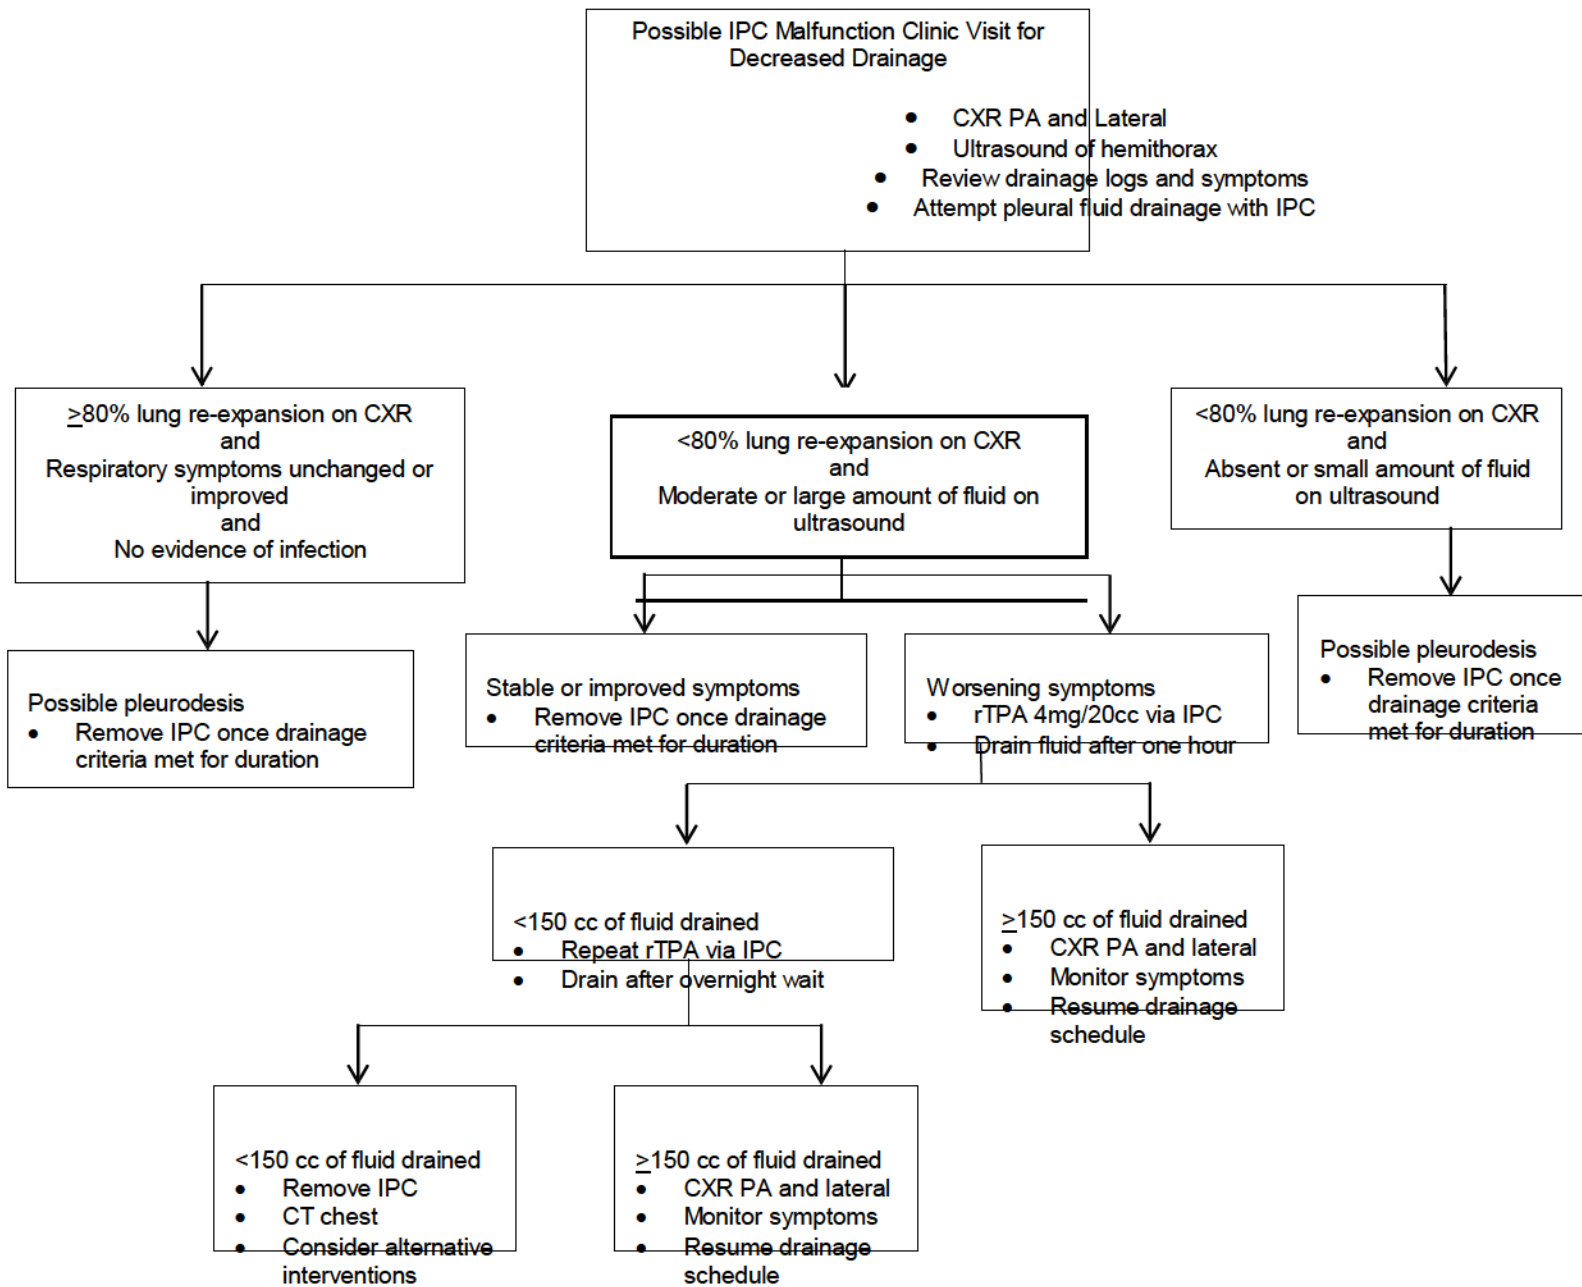 Possible IPC Malfunction Clinic Visit for
Decreased Drainage
• CXR PA and Lateral
• Ultrasound of hemithorax
• Review drainage logs and symptoms
• Attempt pleural fluid drainage with IPC
≥80% lung re-expansion on CXR
and
Respiratory symptoms unchanged or
improved
and
No evidence of infection
<80% lung re-expansion on CXR
and
Moderate or large amount of fluid on
ultrasound
<80% lung re-expansion on CXR
and
Absent or small amount of fluid
on ultrasound
Possible pleurodesis
• Remove IPC once drainage
criteria met for duration
Stable or improved symptoms
• Remove IPC once drainage
criteria met for duration
Worsening symptoms
• rTPA 4mg/20cc via IPC
• Drain fluid after one hour
Possible pleurodesis
• Remove IPC once
drainage criteria
met for duration
<150 cc of fluid drained
• Repeat rTPA via IPC
• Drain after overnight wait
≥150 cc of fluid drained
• CXR PA and lateral
• Monitor symptoms
• Resume drainage
schedule
<150 cc of fluid drained
• Remove IPC
• CT chest
• Consider alternative
interventions
≥150 cc of fluid drained
• CXR PA and lateral
• Monitor symptoms
• Resume drainage
schedule